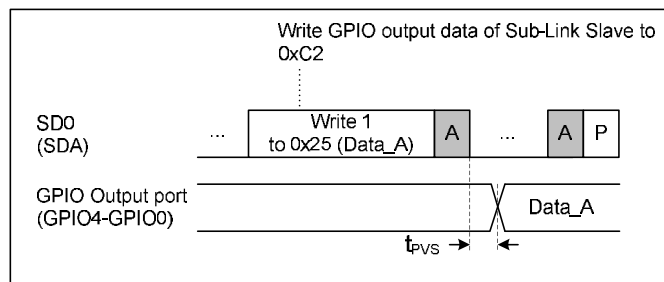 Write GPIO output data of Sub-Link Slave to
0xC2
SD0
(SDA)
...
Write 1
to 0x25 (Data_A)
A
...
A
P
GPIO Output port
(GPIO4-GPIO0)
Data_A
tPVS